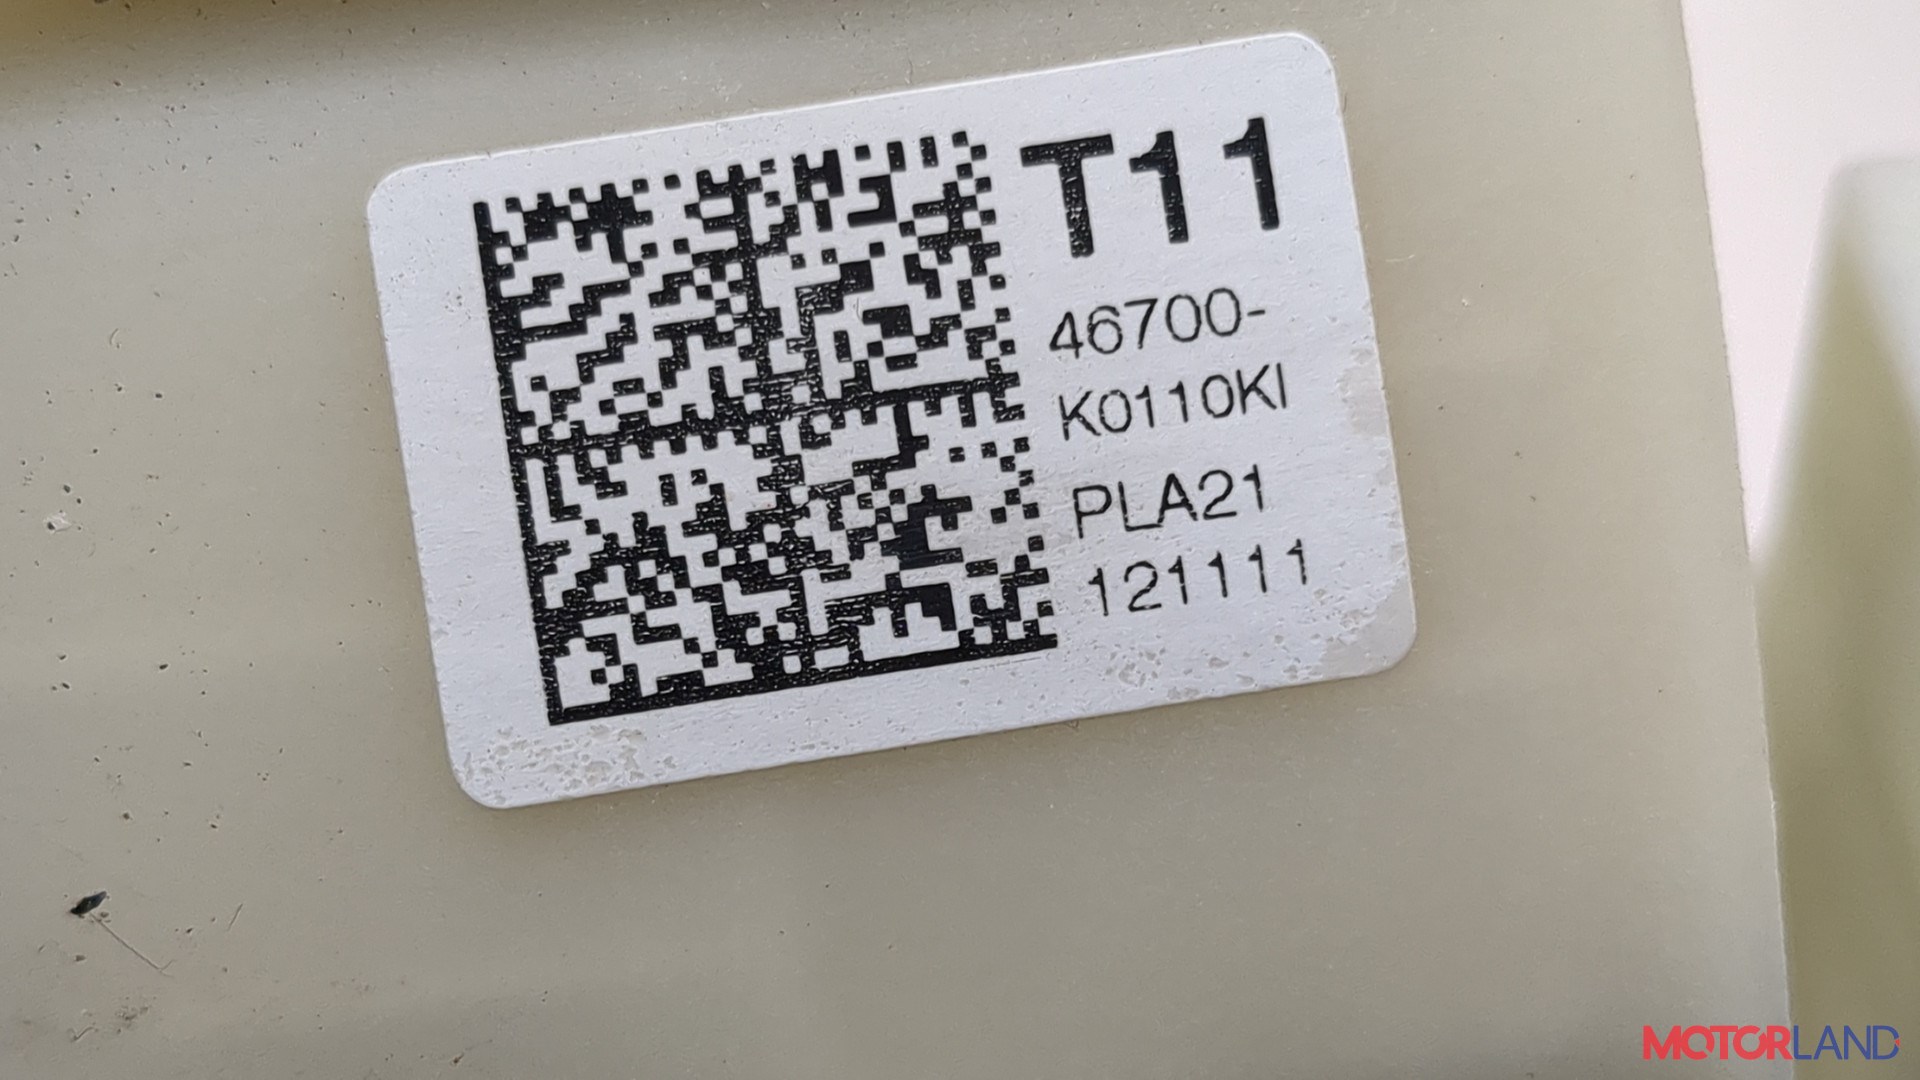 T11
46700-
K0110KI
PLA21
121111
MOTORLAND